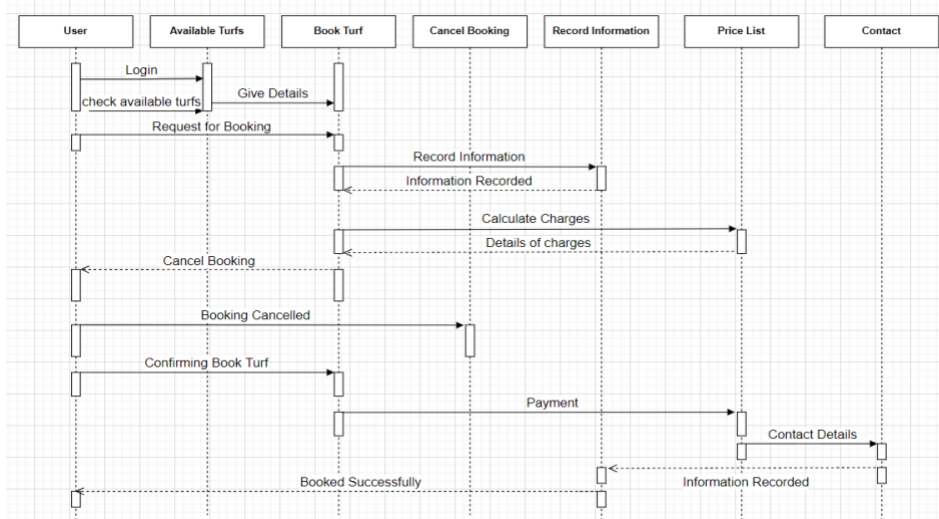 User
Available Turfs
Book Turf
Cancel Booking
Record Information
Price List
Contact
Login
Give Details
check available turfs
Request for Booking
Record Information
Information Recorded
Calculate Charges
Details of charges
Cancel Booking
Booking Cancelled
Confirming Book Turf
Payment
Contact Details
Information Recorded
Booked Successfully